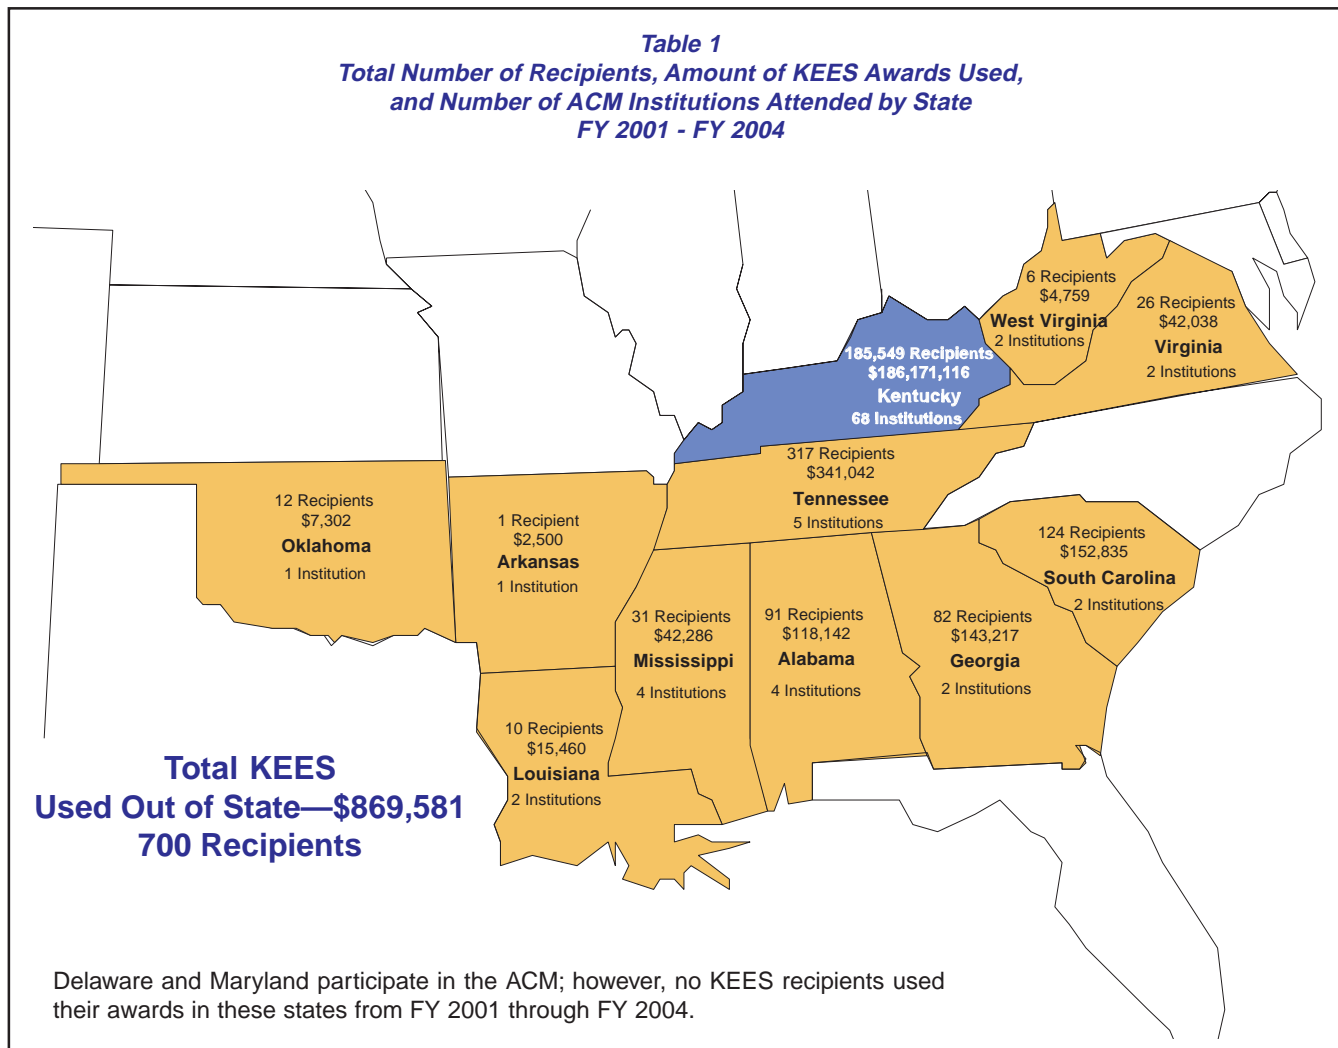 Table 1
Total Number of Recipients, Amount of KEES Awards Used,
and Number of ACM Institutions Attended by State
FY 2001 - FY 2004
6 Recipients
$4,759
West Virginia
2 Institutions
26 Recipients
$42,038
Virginia
2 Institutions
185,549 Recipients
$186,171,116
Kentucky
68 Institutions
317 Recipients
$341,042
Tennessee
5 Institutions
12 Recipients
$7,302
Oklahoma
1 Institution
1 Recipient
$2,500
Arkansas
1 Institution
124 Recipients
$152,835
South Carolina
2 Institutions
31 Recipients
$42,286
Mississippi
4 Institutions
91 Recipients
$118,142
Alabama
4 Institutions
82 Recipients
$143,217
Georgia
2 Institutions
10 Recipients
$15,460
Louisiana
2 Institutions
Total KEES
Used Out of State—$869,581
700 Recipients
Delaware and Maryland participate in the ACM; however, no KEES recipients used
their awards in these states from FY 2001 through FY 2004.